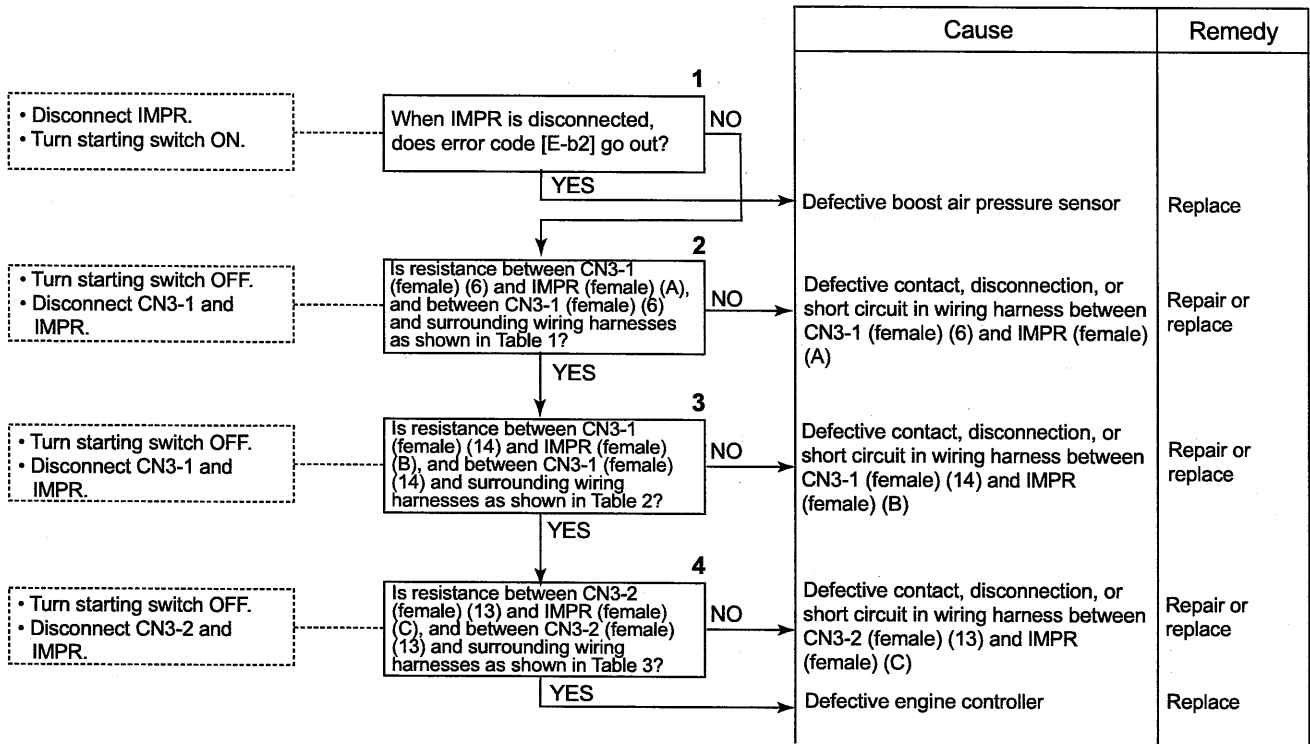 Cause
Remedy
1
• Disconnect IMPR.
• Turn starting switch ON.
When IMPR is disconnected,
does error code [E-b2] go out?
NO
YES
Defective boost air pressure sensor
Replace
2
• Turn starting switch OFF.
• Disconnect CN3-1 and
IMPR.
Is resistance between CN3-1
(female) (6) and IMPR (female) (A),
and between CN3-1 (female) (6)
and surrounding wiring harnesses
as shown in Table 1?
NO
YES
Defective contact, disconnection, or
short circuit in wiring harness between
CN3-1 (female) (6) and IMPR (female)
(A)
Repair or
replace
3
• Turn starting switch OFF.
• Disconnect CN3-1 and
IMPR.
Is resistance between CN3-1
(female) (14) and IMPR (female)
(B), and between CN3-1 (female)
(14) and surrounding wiring
harnesses as shown in Table 2?
NO
YES
Defective contact, disconnection, or
short circuit in wiring harness between
CN3-1 (female) (14) and IMPR
(female) (B)
Repair or
replace
4
• Turn starting switch OFF.
• Disconnect CN3-2 and
IMPR.
Is resistance between CN3-2
(female) (13) and IMPR (female)
(C), and between CN3-2 (female)
(13) and surrounding wiring
harnesses as shown in Table 3?
NO
YES
Defective contact, disconnection, or
short circuit in wiring harness between
CN3-2 (female) (13) and IMPR
(female) (C)
Repair or
replace
Defective engine controller
Replace